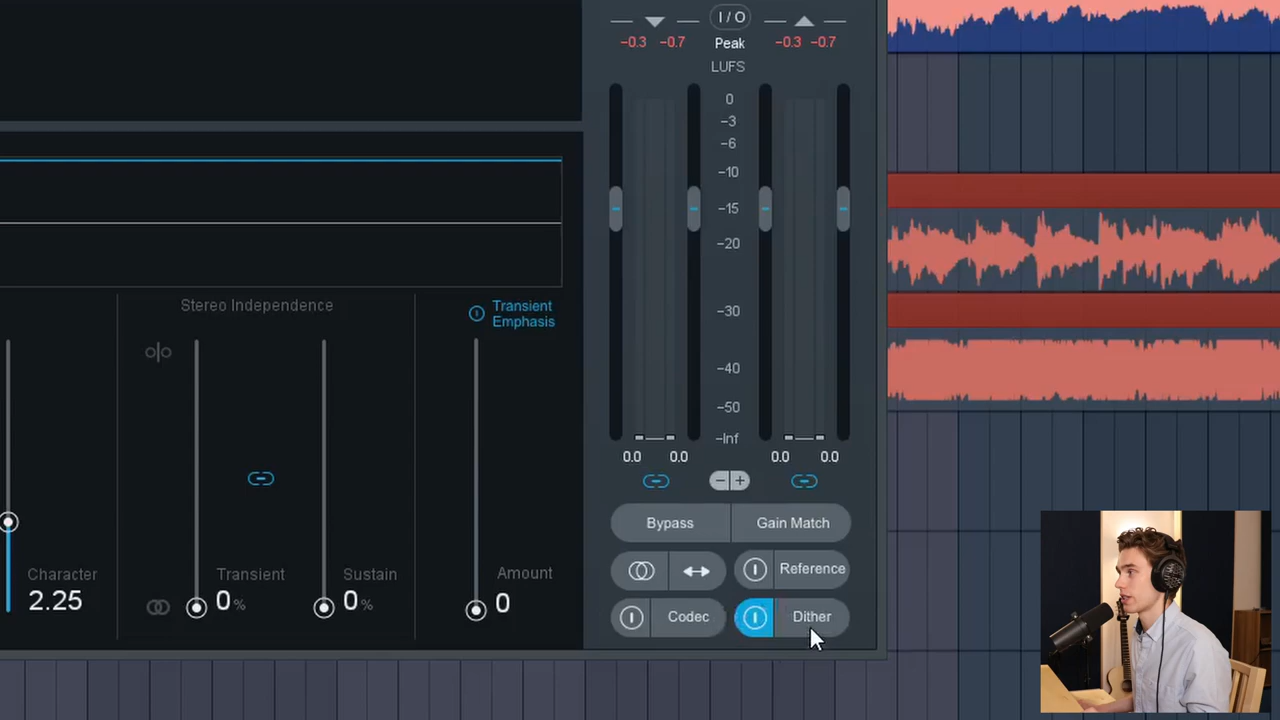 I / O
-0.3 -0.7 Peak -0.3 -0.7
LUFS
0
-3
-6
-10
-15
-20
-30
-40
-50
-Inf
0.0 0.0 0.0 0.0
- +
Bypass Gain Match
Reference
Codec Dither
Stereo Independence
Transient
Emphasis
Character
2.25
Transient
0%
Sustain
0%
Amount
0